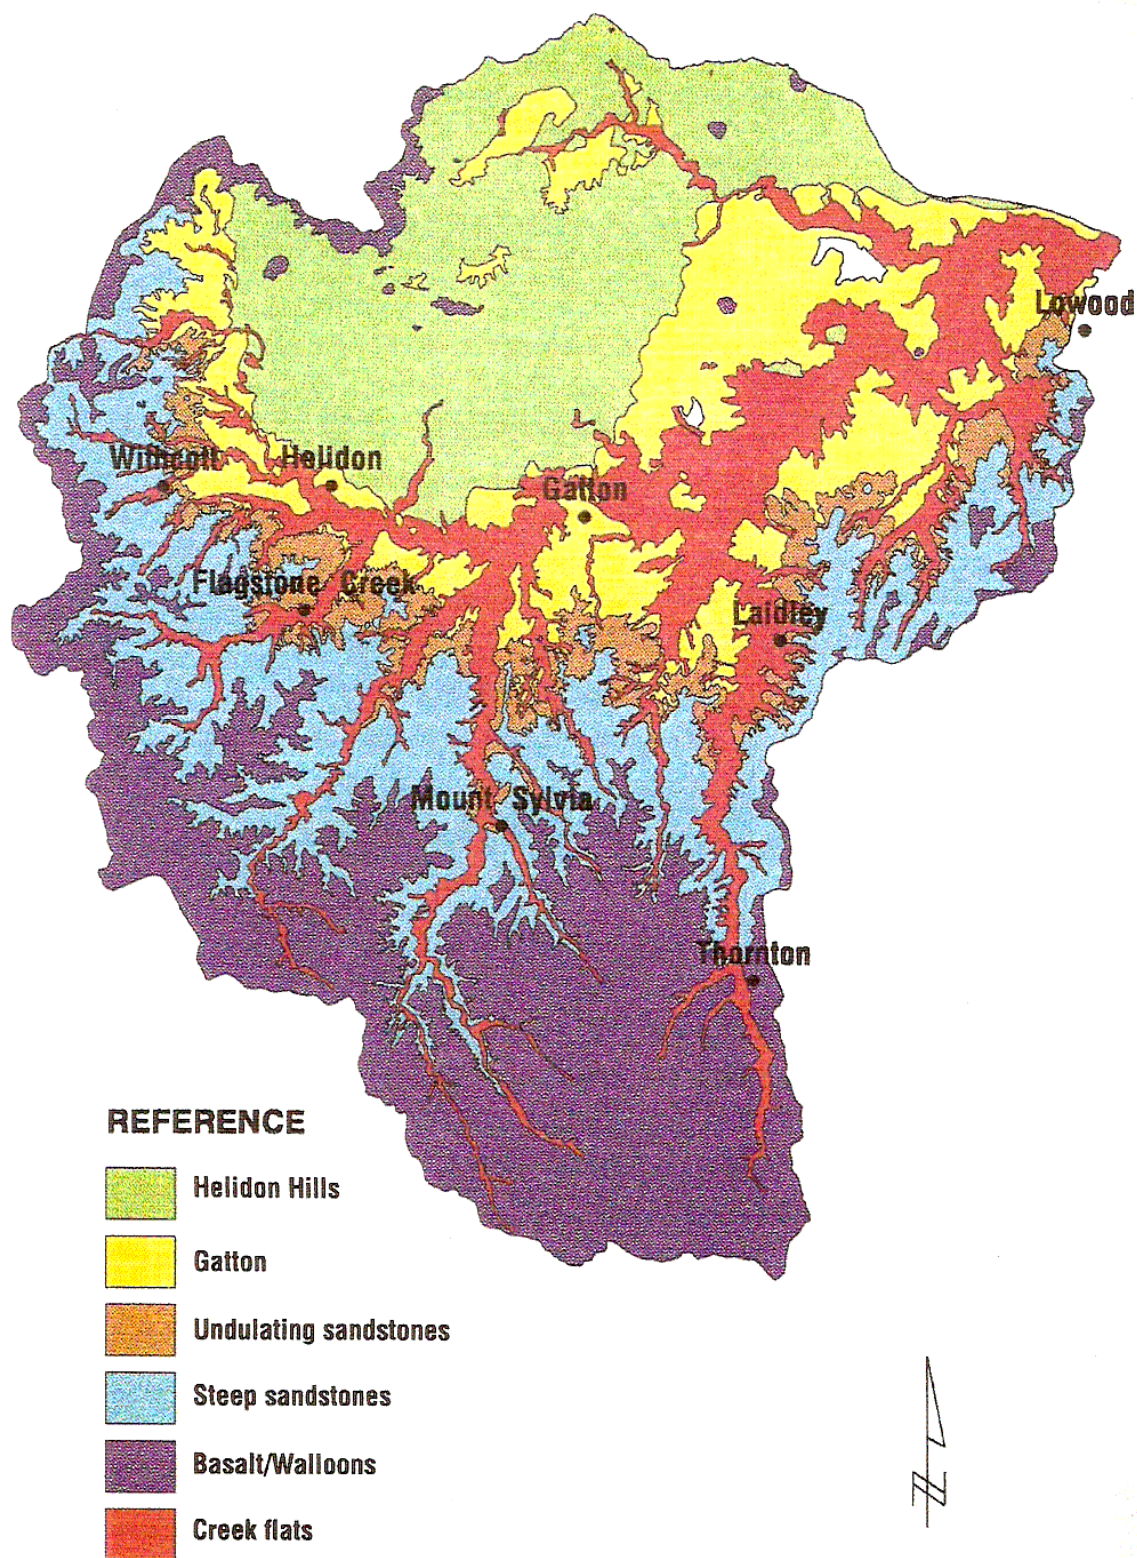 Lowood
Withcott
Helidon
Gatton
Flagstone Creek
Laidley
Mount Sylvia
Thornton
REFERENCE
Helidon Hills
Gatton
Undulating sandstones
Steep sandstones
Basalt/Walloons
Creek flats
N